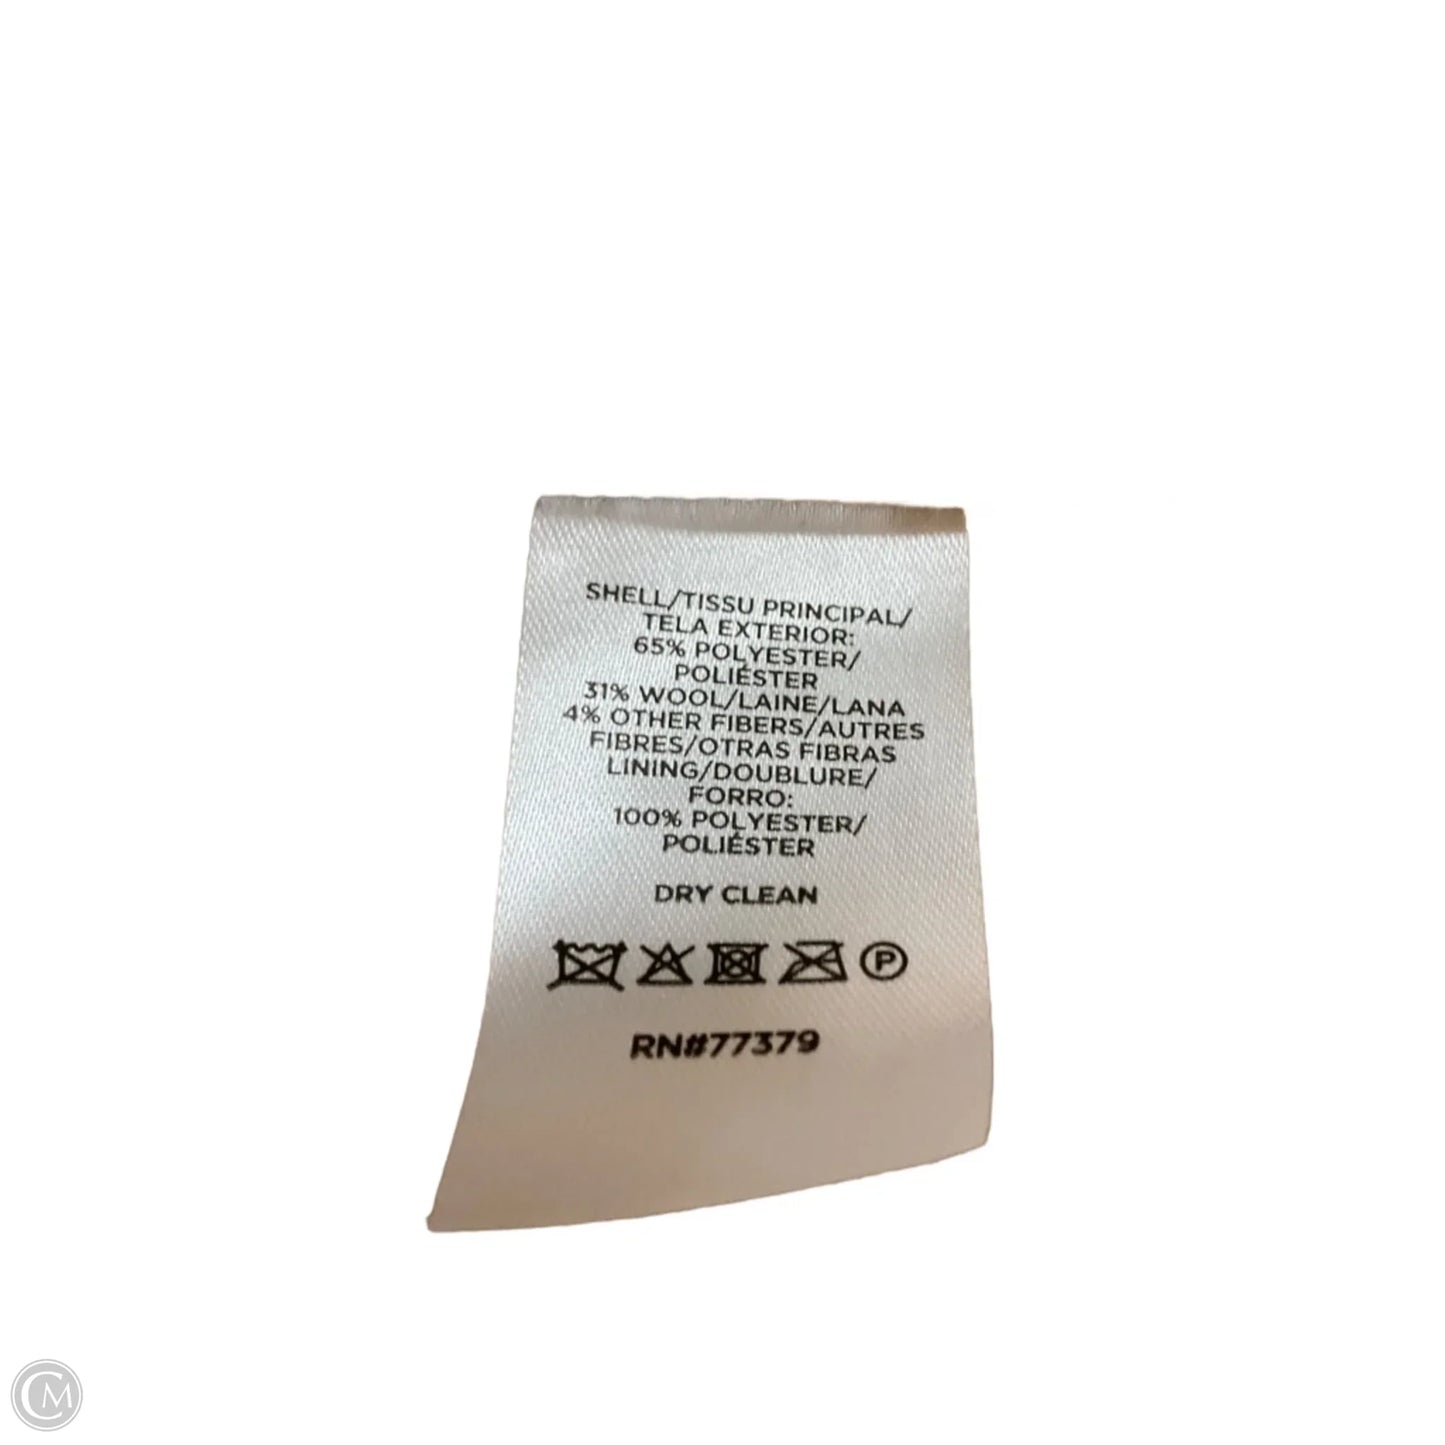 SHELL/TISSU PRINCIPAL/
TELA EXTERIOR:
65% POLYESTER/
POLIÉSTER
31% WOOL/LAINE/LANA
4% OTHER FIBERS/AUTRES
FIBRES/OTRAS FIBRAS
LINING/DOUBLURE/
FORRO:
100% POLYESTER/
POLIÉSTER
DRY CLEAN
P
RN#77379
CM